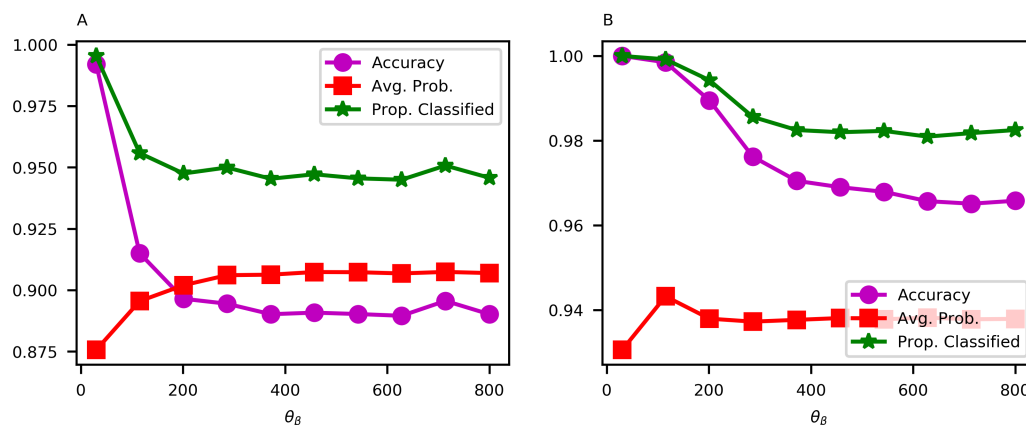 A
1.000
0.975
0.950
0.925
0.900
0.875
0
200
400
600
800
θβ
Accuracy
Avg. Prob.
Prop. Classified
B
1.00
0.98
0.96
0.94
0
200
400
600
800
θβ
Accuracy
Avg. Prob.
Prop. Classified